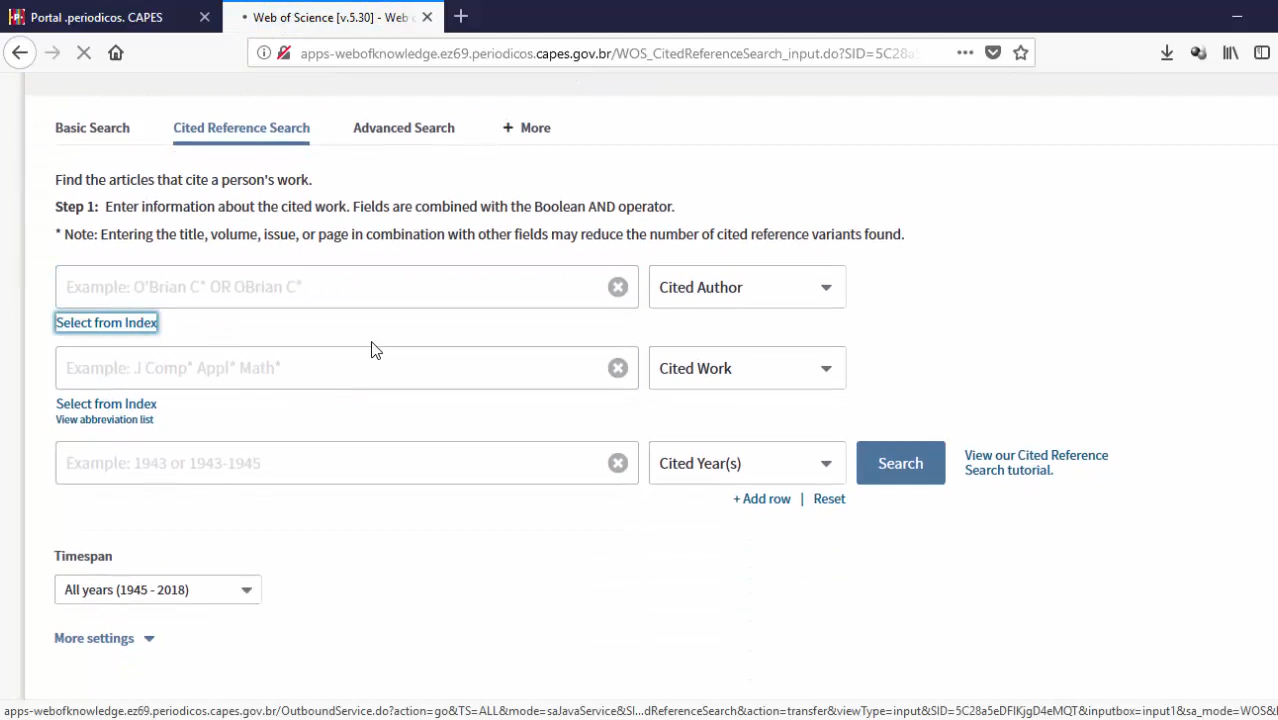 Portal .periodicos. CAPES
Web of Science [v.5.30] - Web
apps-webofknowledge.ez69.periodicos.capes.gov.br/WOS_CitedReferenceSearch_input.do?SID=5C28a
Basic Search
Cited Reference Search
Advanced Search
+ More
Find the articles that cite a person's work.
Step 1: Enter information about the cited work. Fields are combined with the Boolean AND operator.
* Note: Entering the title, volume, issue, or page in combination with other fields may reduce the number of cited reference variants found.
Example: O'Brian C* OR OBrian C*
Cited Author
Select from Index
Example: J Comp* Appl* Math*
Cited Work
Select from Index
View abbreviation list
Example: 1943 or 1943-1945
Cited Year(s)
Search
View our Cited Reference
Search tutorial.
+ Add row | Reset
Timespan
All years (1945 - 2018)
More settings
apps-webofknowledge.ez69.periodicos.capes.gov.br/OutboundService.do?action=go&TS=ALL&mode=saJavaService&SI...dReferenceSearch&action=transfer&viewType=input&SID=5C28a5eDFIKjgD4eMQT&inputbox=input1&sa_mode=WOS&